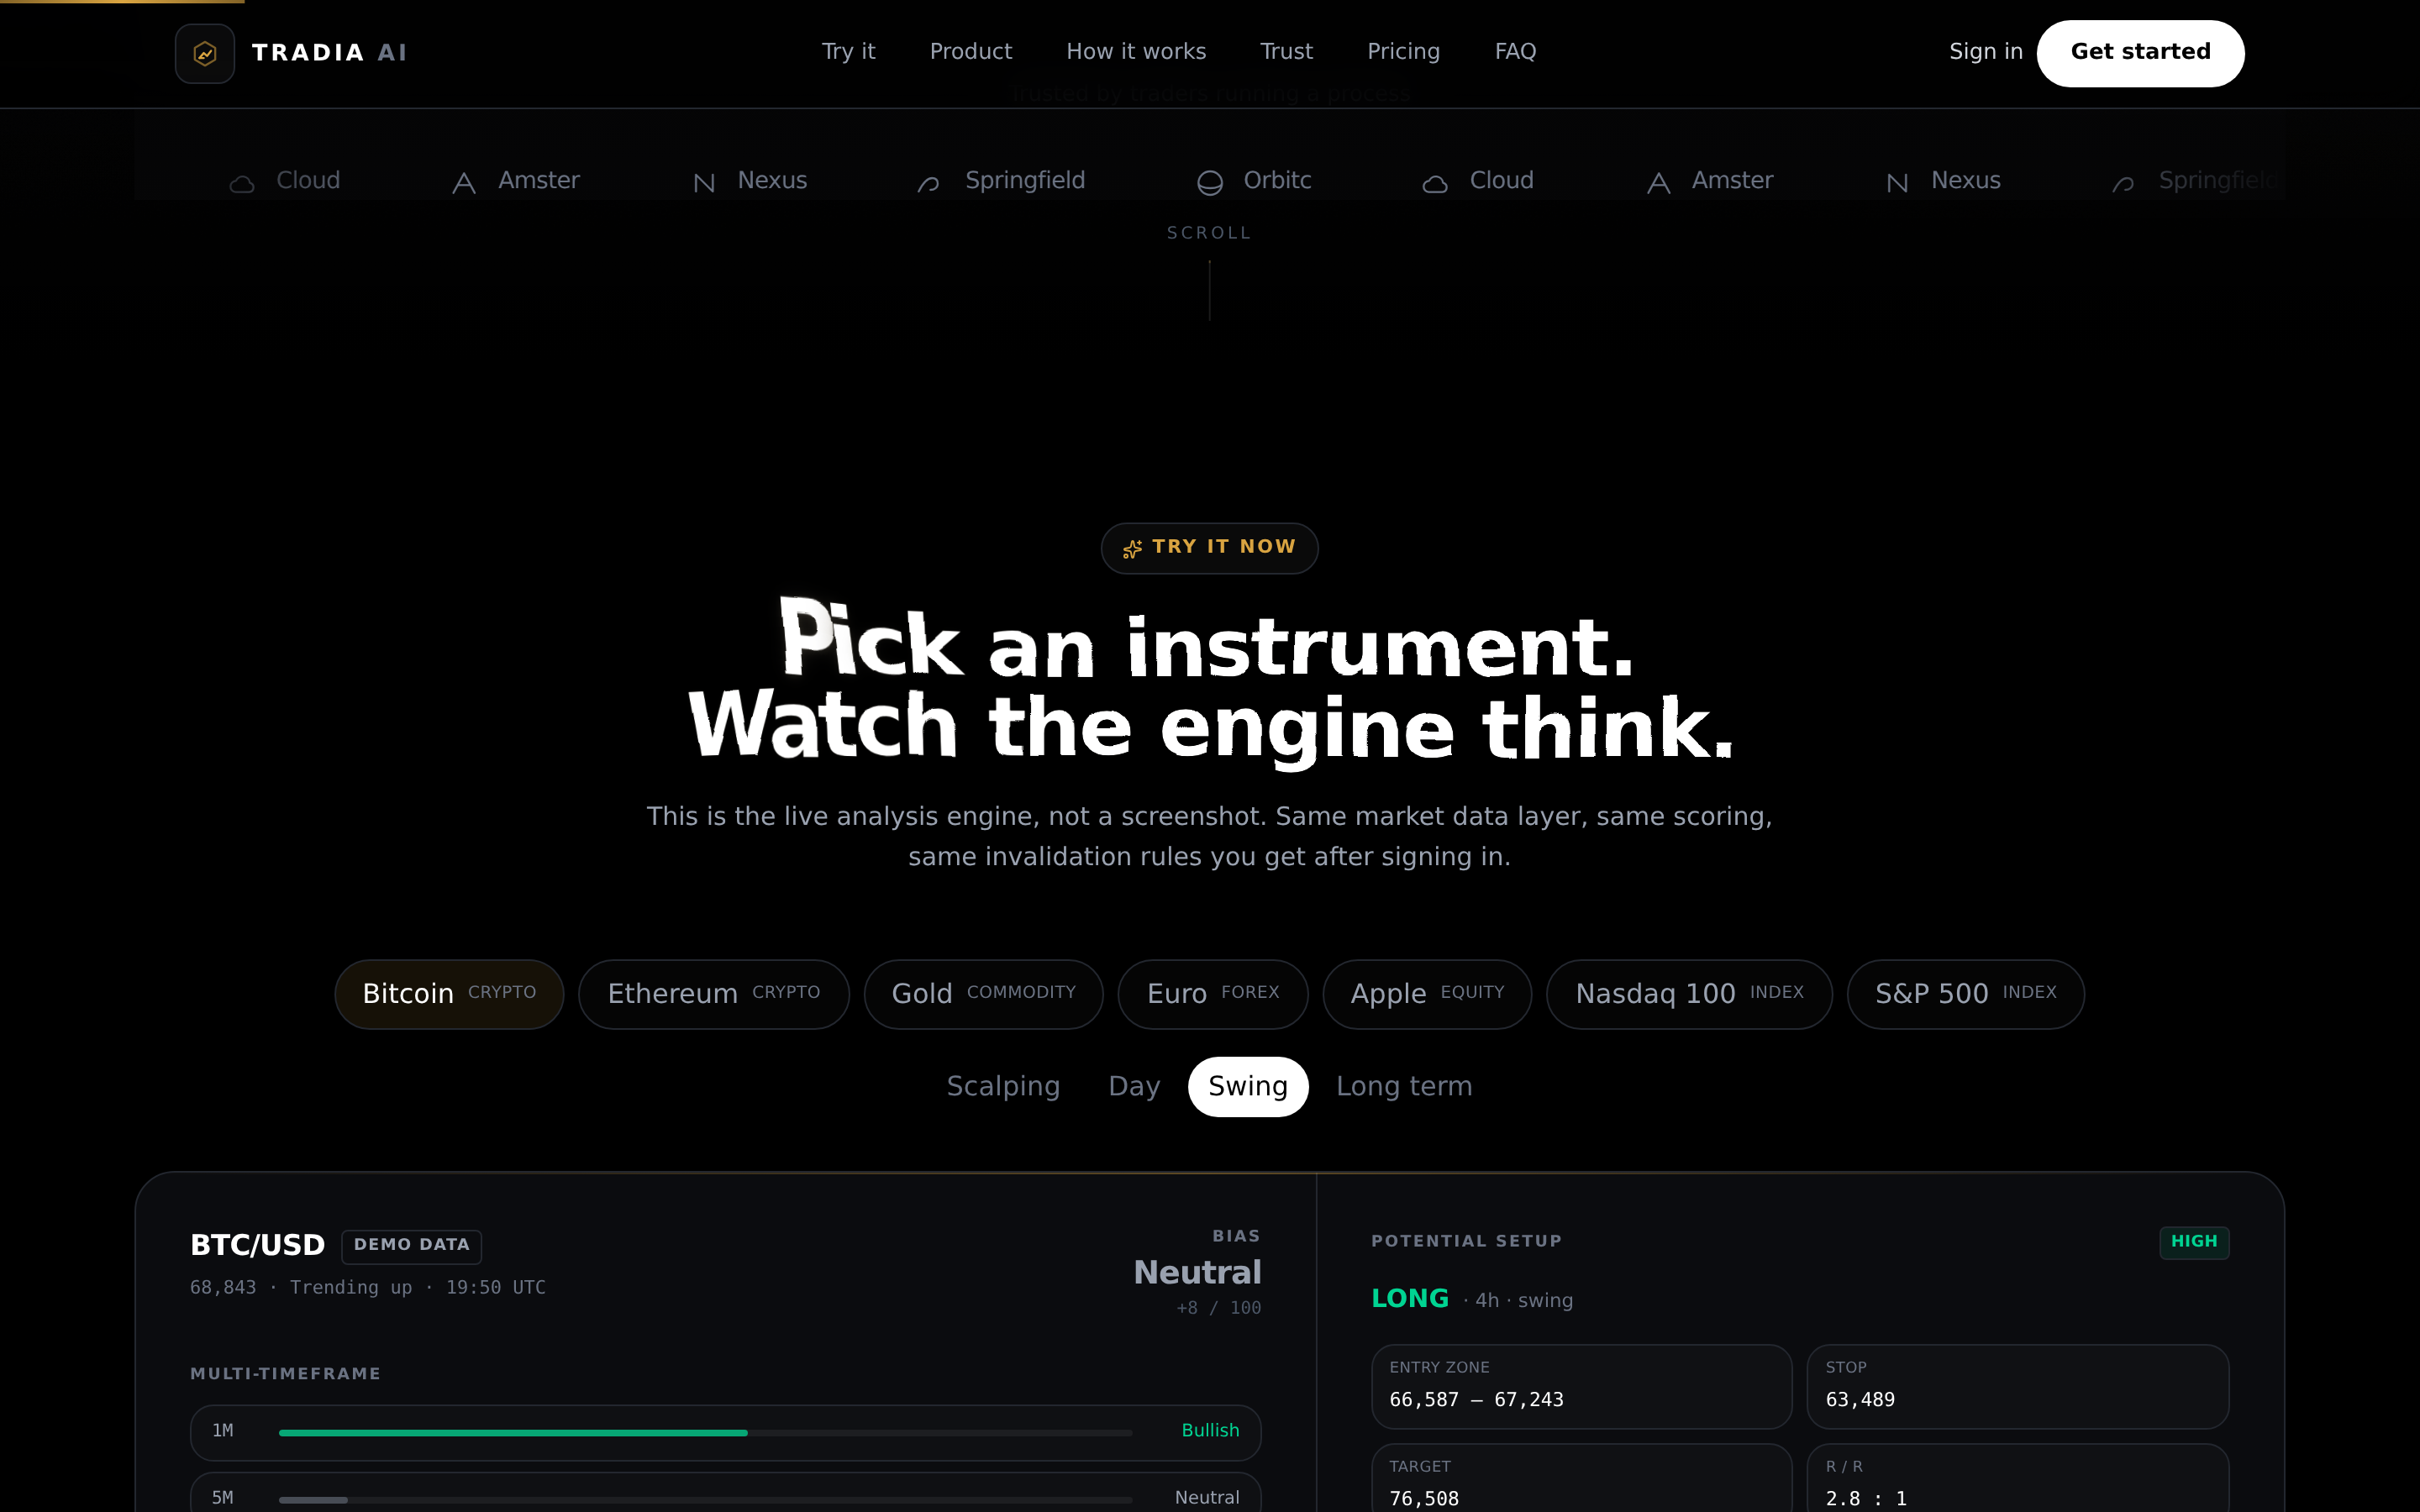 TRADIA AI
Try it Product How it works Trust Pricing FAQ
Sign in Get started
Trusted by traders running a process
Cloud Amster Nexus Springfield Orbitc Cloud Amster Nexus Springfield
SCROLL
TRY IT NOW
Pick an instrument.
Watch the engine think.
This is the live analysis engine, not a screenshot. Same market data layer, same scoring,
same invalidation rules you get after signing in.
Bitcoin CRYPTO Ethereum CRYPTO Gold COMMODITY Euro FOREX Apple EQUITY Nasdaq 100 INDEX S&P 500 INDEX
Scalping Day Swing Long term
BTC/USD DEMO DATA
68,843 · Trending up · 19:50 UTC
BIAS
Neutral
+8 / 100
MULTI-TIMEFRAME
1M Bullish
5M Neutral
POTENTIAL SETUP HIGH
LONG · 4h · swing
ENTRY ZONE
66,587 – 67,243
STOP
63,489
TARGET
76,508
R / R
2.8 : 1